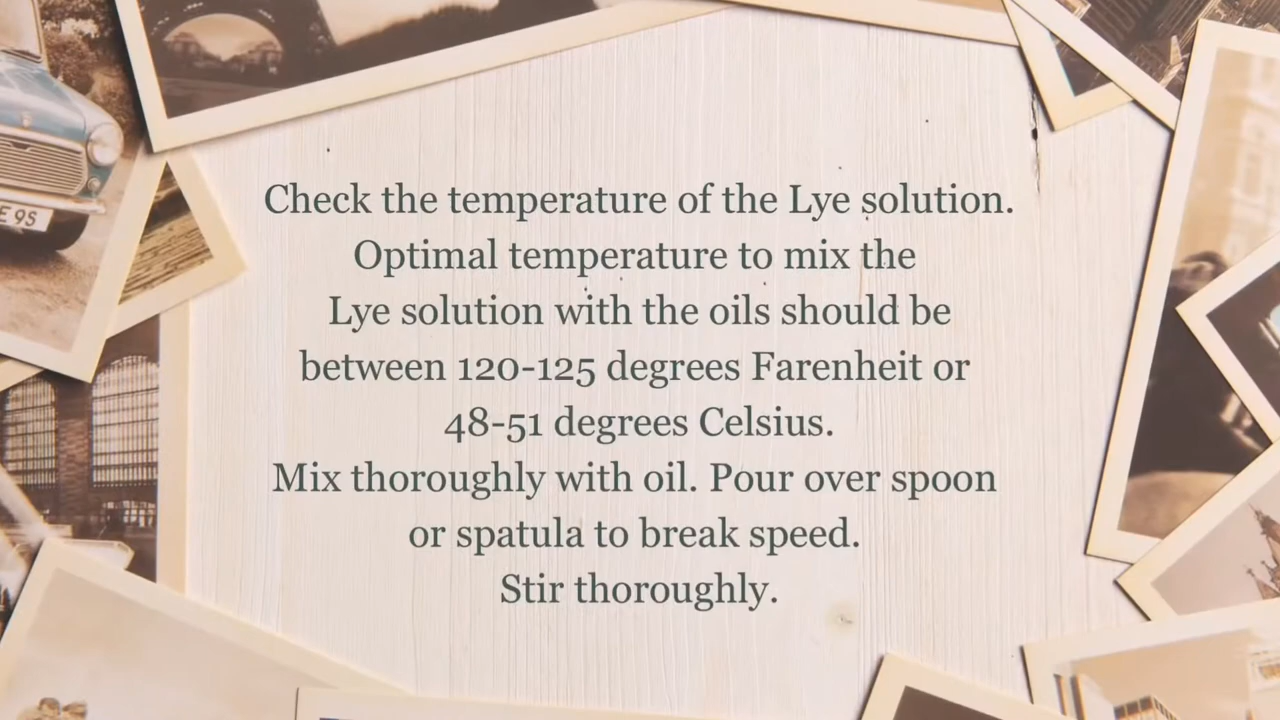 Check the temperature of the Lye solution.
Optimal temperature to mix the
Lye solution with the oils should be
between 120-125 degrees Farenheit or
48-51 degrees Celsius.
Mix thoroughly with oil. Pour over spoon
or spatula to break speed.
Stir thoroughly.
E 9S